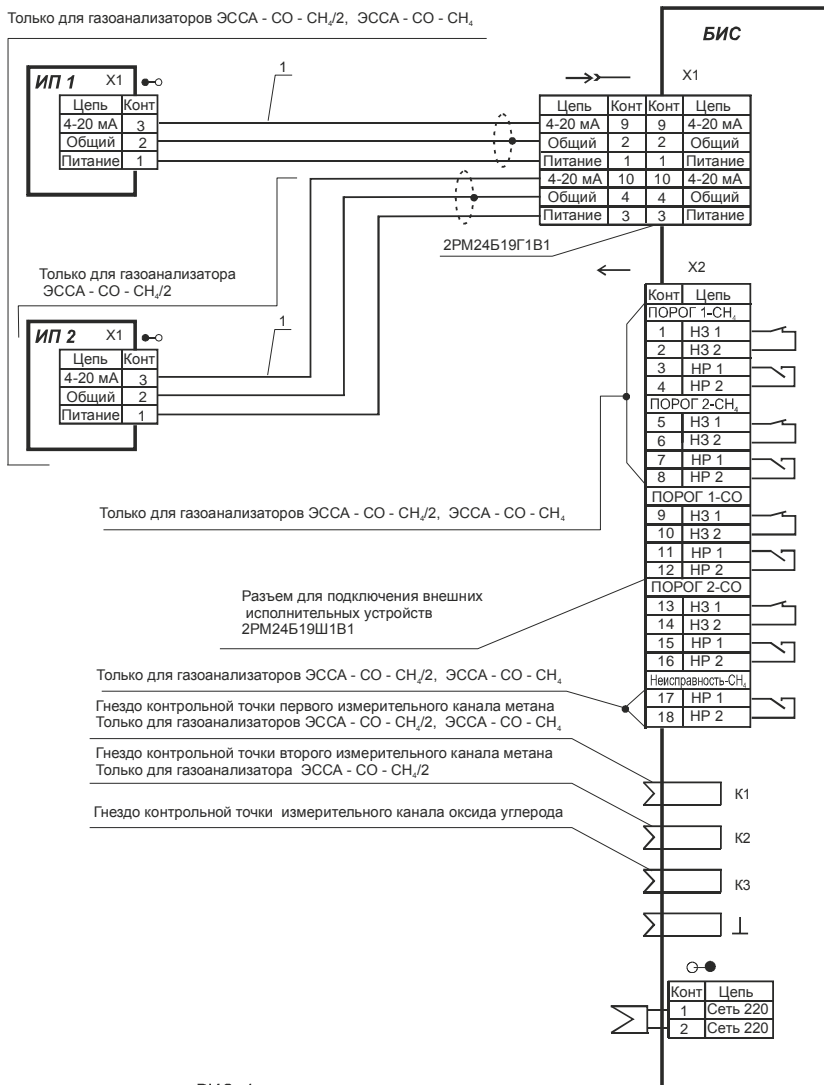 Только для газоанализаторов ЭССА - СО - СН₄/2, ЭССА - СО - СН₄
БИС
ИП 1 X1
1
X1
Цепь Конт
4-20 мА 3
Общий 2
Питание 1
Цепь Конт Конт Цепь
4-20 мА 9 9 4-20 мА
Общий 2 2 Общий
Питание 1 1 Питание
4-20 мА 10 10 4-20 мА
Общий 4 4 Общий
Питание 3 3 Питание
2РМ24Б19Г1В1
Только для газоанализатора
ЭССА - СО - СН₄/2
ИП 2 X1
1
Цепь Конт
4-20 мА 3
Общий 2
Питание 1
X2
Конт Цепь
ПОРОГ 1-СН₄
1 НЗ 1
2 НЗ 2
3 НР 1
4 НР 2
ПОРОГ 2-СН₄
5 НЗ 1
6 НЗ 2
7 НР 1
8 НР 2
ПОРОГ 1-СО
9 НЗ 1
10 НЗ 2
11 НР 1
12 НР 2
ПОРОГ 2-СО
13 НЗ 1
14 НЗ 2
15 НР 1
16 НР 2
Неисправность-СН₄
17 НР 1
18 НР 2
Только для газоанализаторов ЭССА - СО - СН₄/2, ЭССА - СО - СН₄
Разъем для подключения внешних
исполнительных устройств
2РМ24Б19Ш1В1
Только для газоанализаторов ЭССА - СО - СН₄/2, ЭССА - СО - СН₄
Гнездо контрольной точки первого измерительного канала метана
Только для газоанализаторов ЭССА - СО - СН₄/2, ЭССА - СО - СН₄
Гнездо контрольной точки второго измерительного канала метана
Только для газоанализатора ЭССА - СО - СН₄/2
Гнездо контрольной точки измерительного канала оксида углерода
К1
К2
К3
Конт Цепь
1 Сеть 220
2 Сеть 220